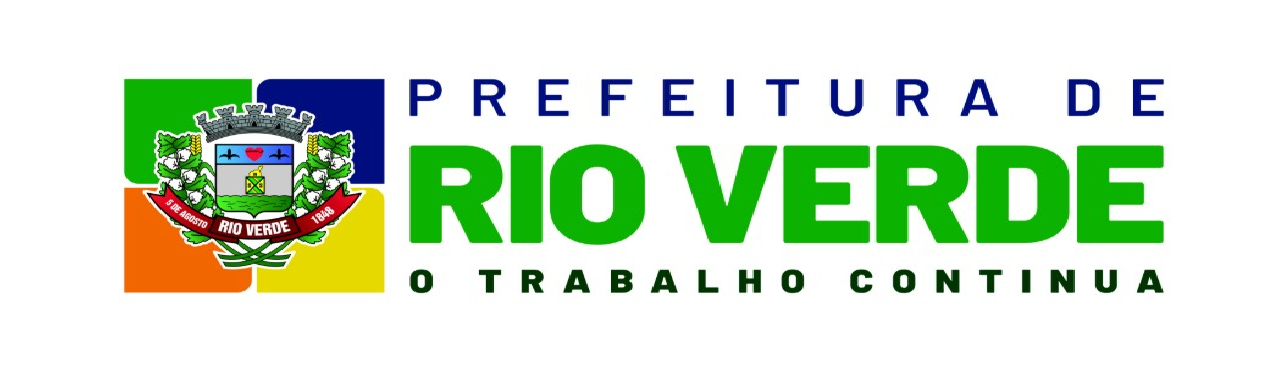 PREFEITURA DE
RIO VERDE
O TRABALHO CONTINUA
5 DE AGOSTO
RIO VERDE
1848